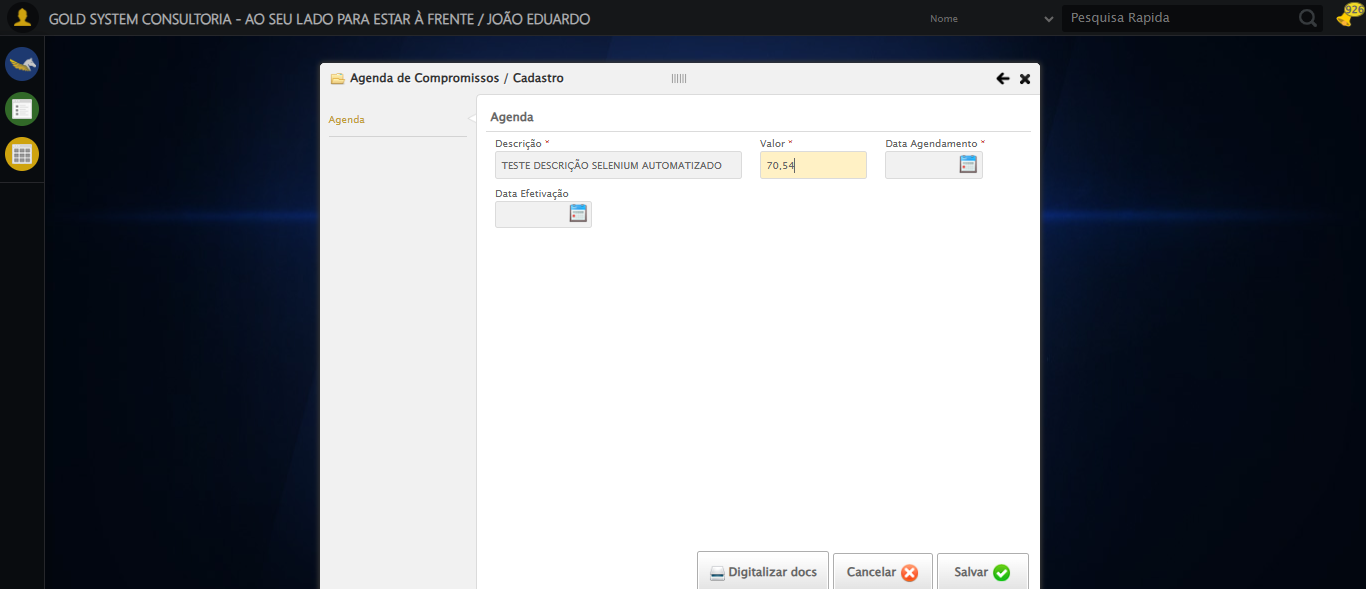 GOLD SYSTEM CONSULTORIA - AO SEU LADO PARA ESTAR À FRENTE / JOÃO EDUARDO
Nome
Pesquisa Rapida
926
Agenda de Compromissos / Cadastro
Agenda
Agenda
Descrição *
Valor *
Data Agendamento *
TESTE DESCRIÇÃO SELENIUM AUTOMATIZADO
70,54
Data Efetivação
Digitalizar docs
Cancelar
Salvar